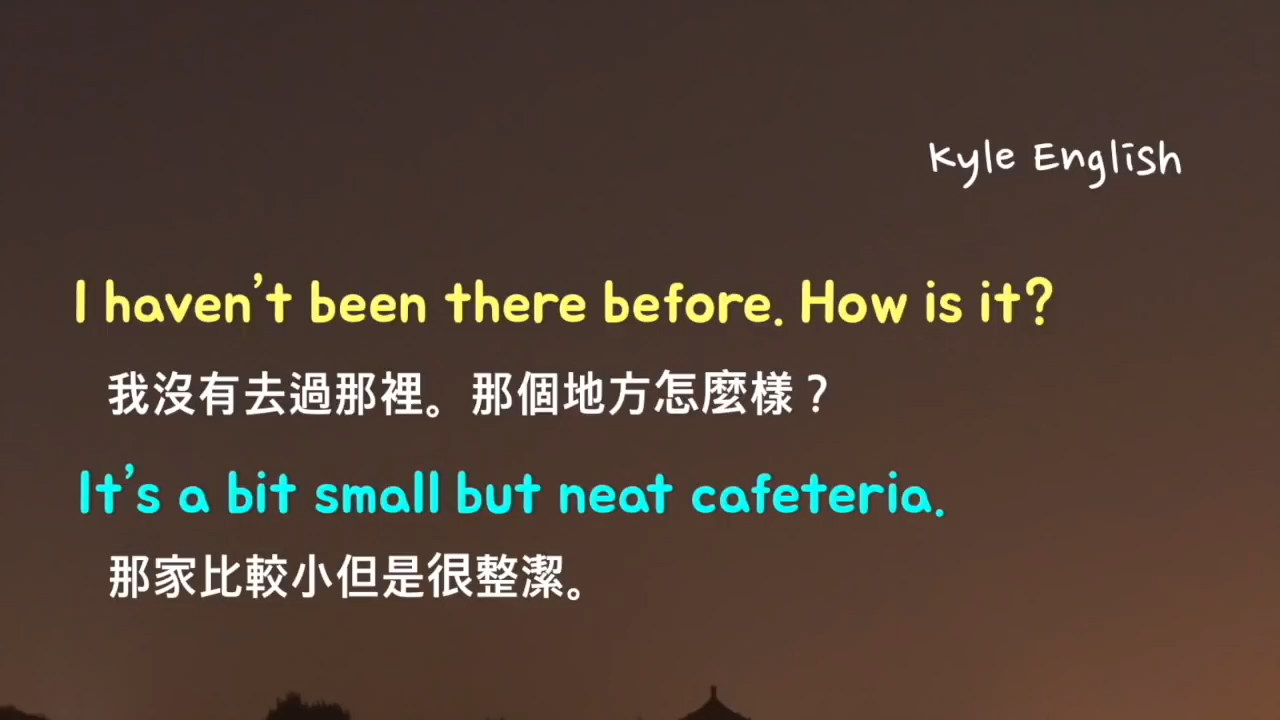 Kyle English
I haven't been there before. How is it?
我沒有去過那裡。那個地方怎麼樣？
It's a bit small but neat cafeteria.
那家比較小但是很整潔。